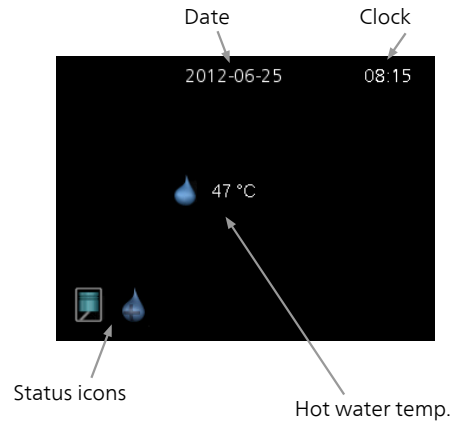 Date
Clock
2012-06-25
08:15
47 °C
Status icons
Hot water temp.